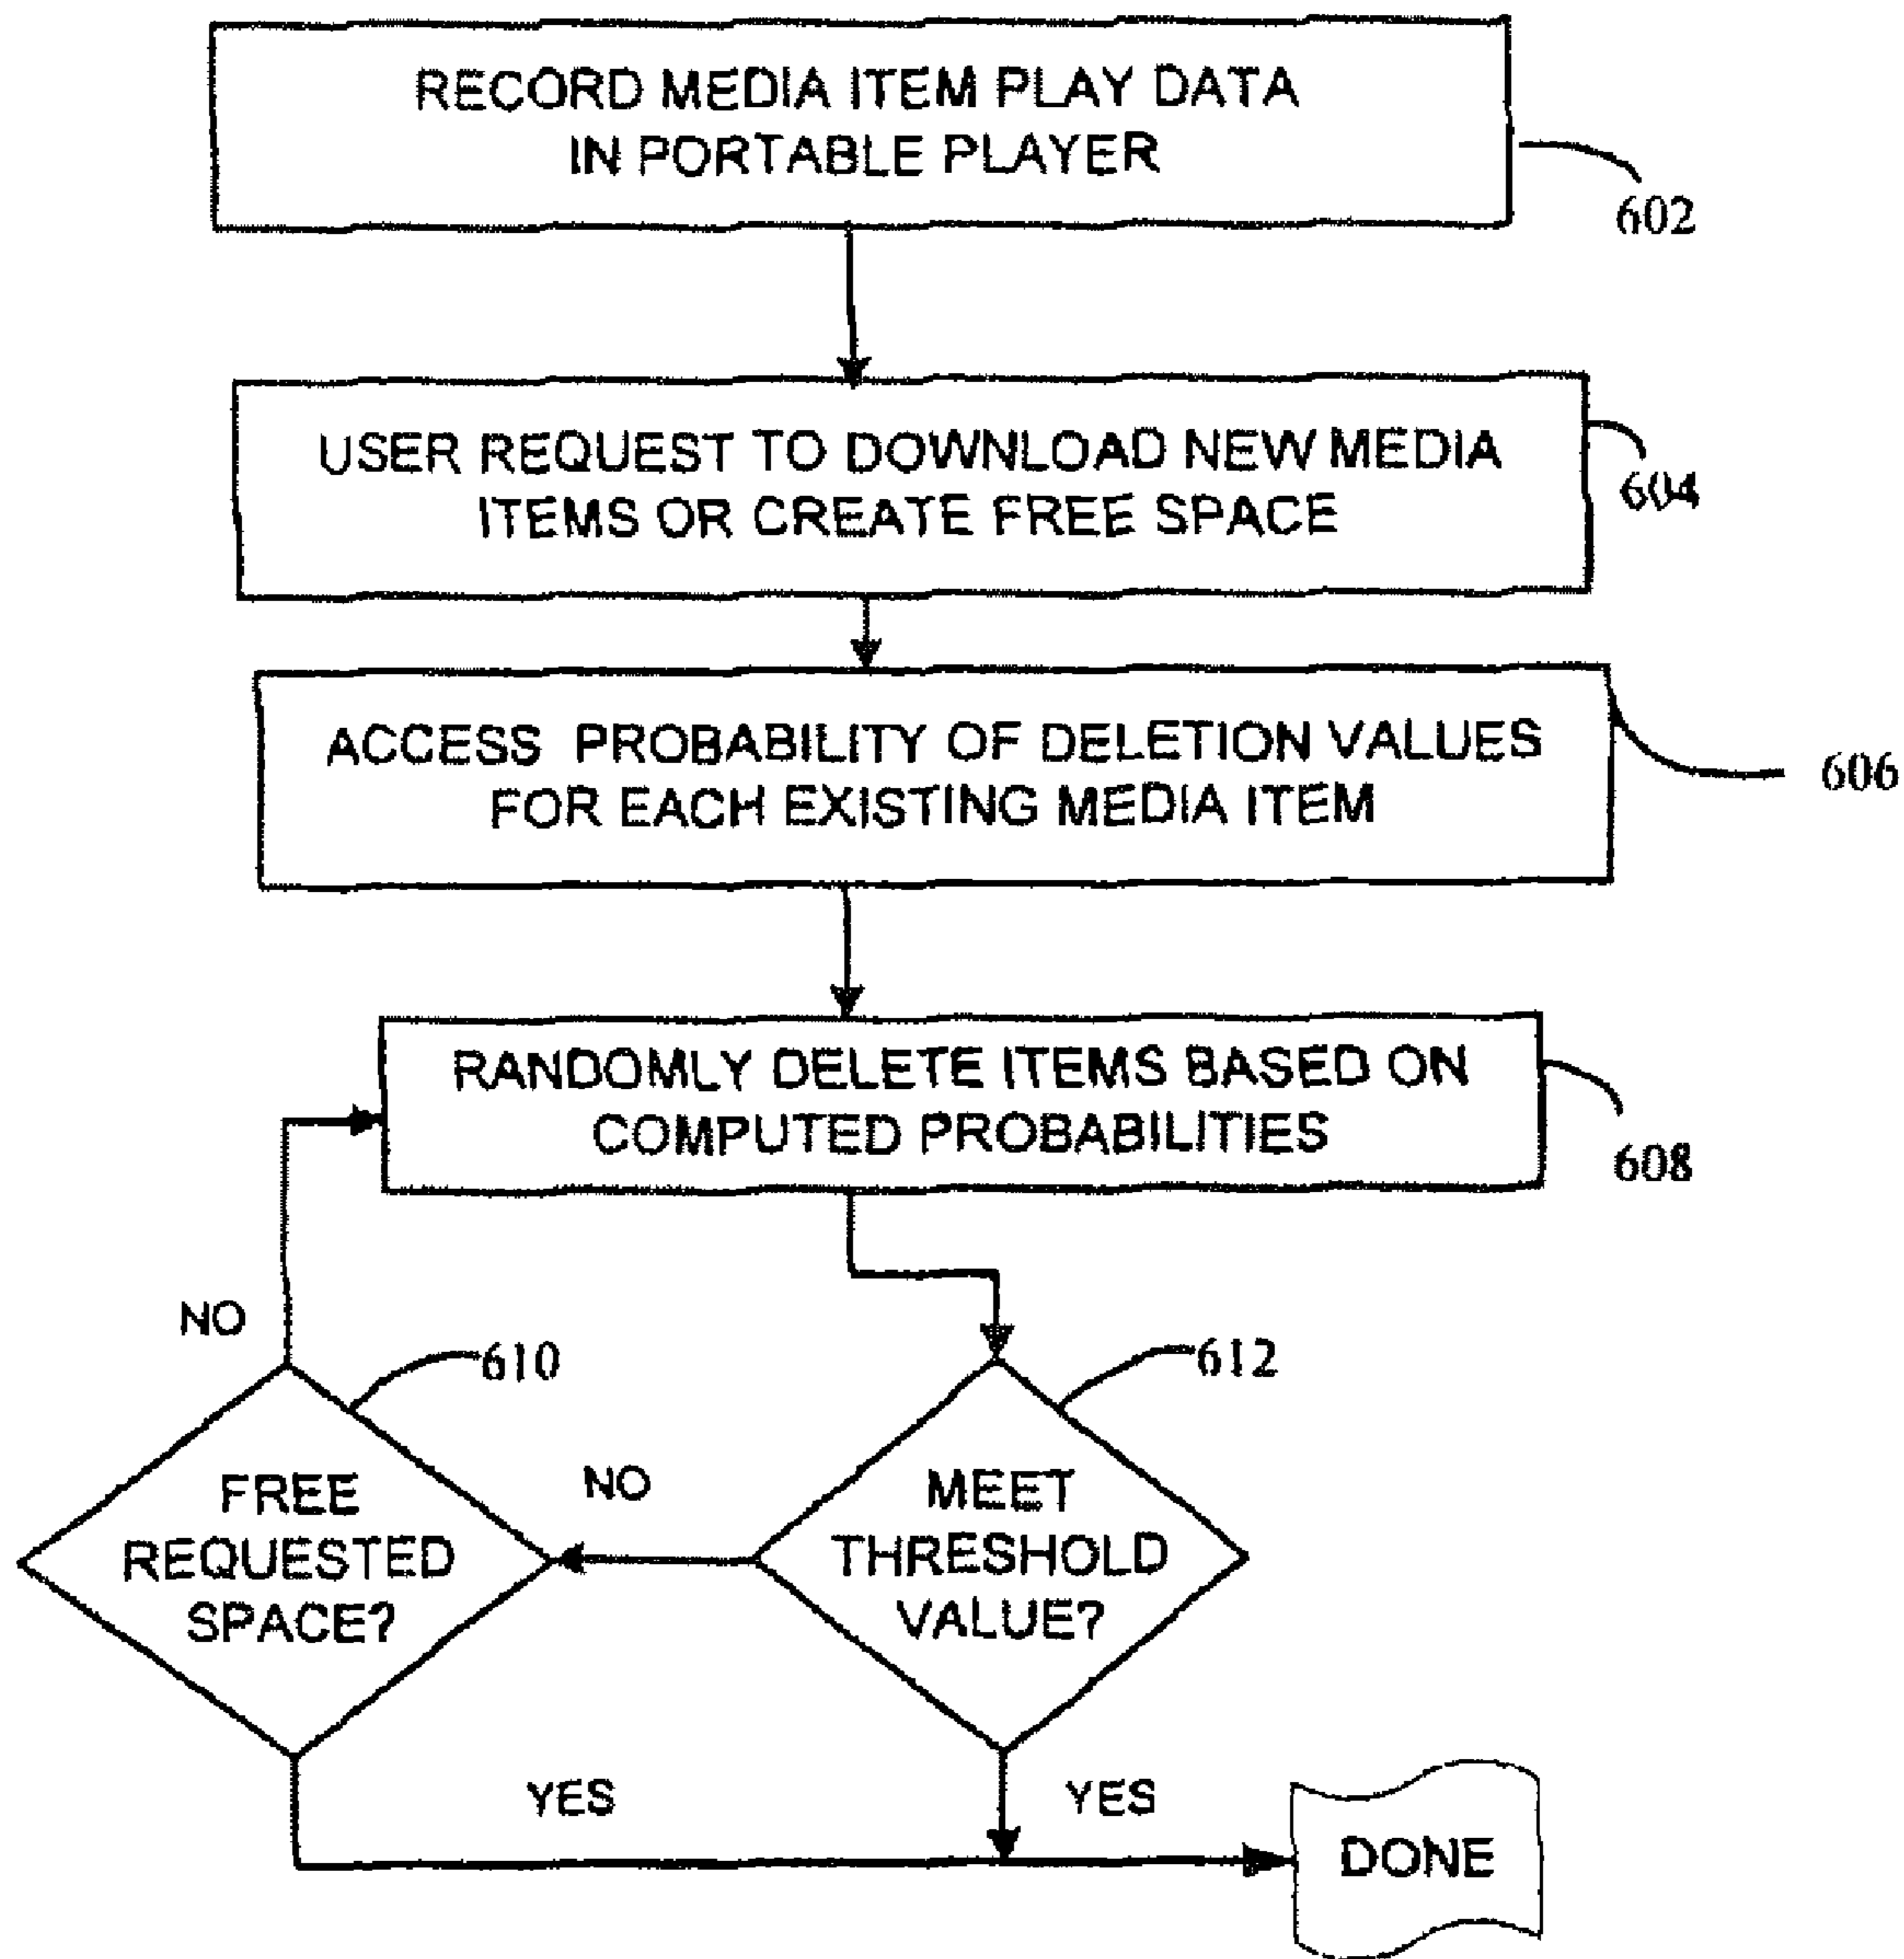 RECORD MEDIA ITEM PLAY DATA
IN PORTABLE PLAYER
602
USER REQUEST TO DOWNLOAD NEW MEDIA
ITEMS OR CREATE FREE SPACE
604
ACCESS PROBABILITY OF DELETION VALUES
FOR EACH EXISTING MEDIA ITEM
606
RANDOMLY DELETE ITEMS BASED ON
COMPUTED PROBABILITIES
608
NO
610
612
FREE
REQUESTED
SPACE?
NO
MEET
THRESHOLD
VALUE?
YES
YES
DONE